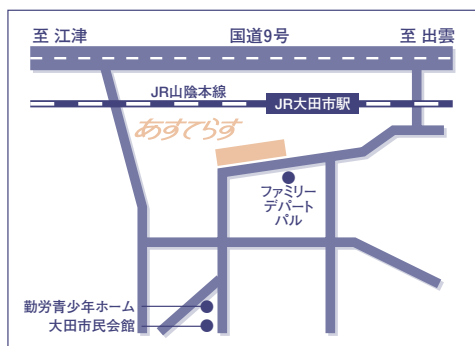 至 江津
国道9号
至 出雲
JR山陰本線
JR大田市駅
あすてらす
ファミリー
デパート
パル
勤労青少年ホーム
大田市民会館